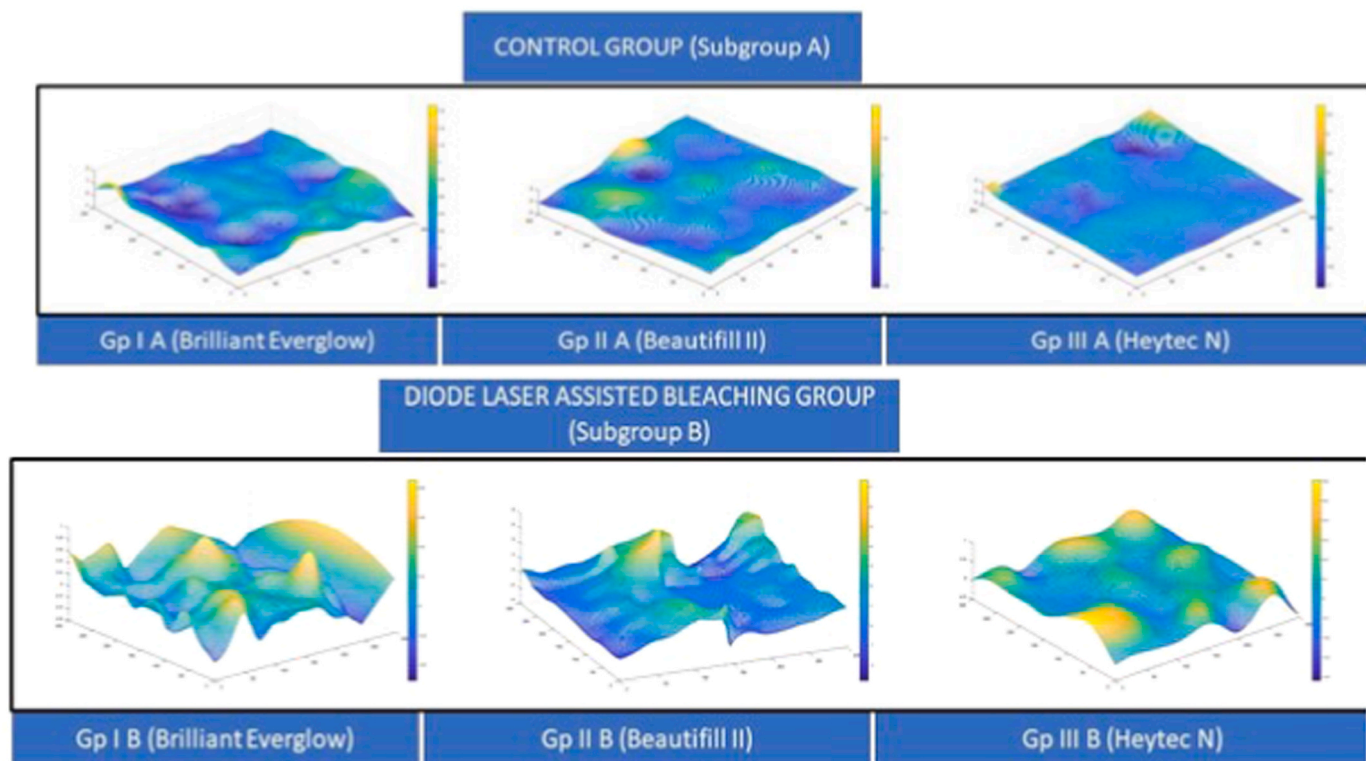 CONTROL GROUP (Subgroup A)
Gp I A (Brilliant Everglow)
Gp II A (Beautifill II)
Gp III A (Heytec N)
DIODE LASER ASSISTED BLEACHING GROUP
(Subgroup B)
Gp I B (Brilliant Everglow)
Gp II B (Beautifill II)
Gp III B (Heytec N)